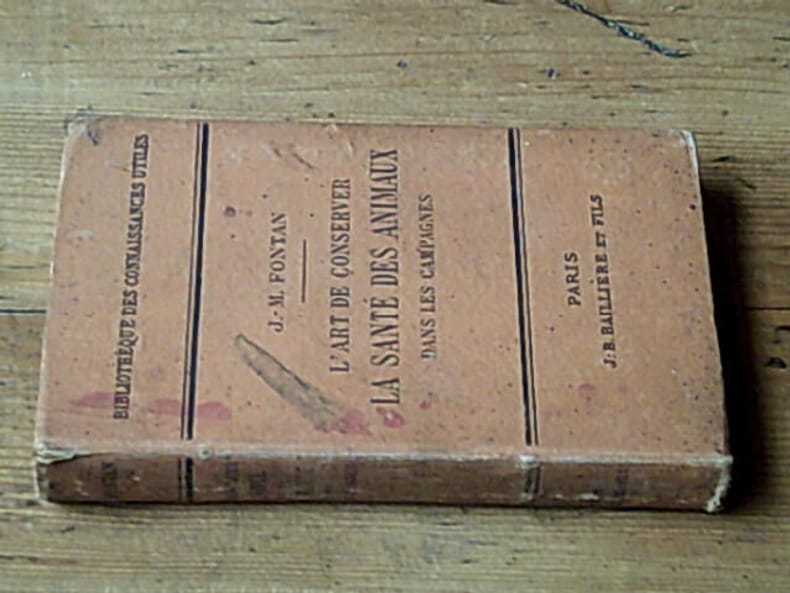 BIBLIOTHÈQUE DES CONNAISSANCES UTILES
J.-M. FONTAN
L'ART DE CONSERVER
LA SANTÉ DES ANIMAUX
DANS LES CAMPAGNES
PARIS
J.-B. BAILLIÈRE ET FILS